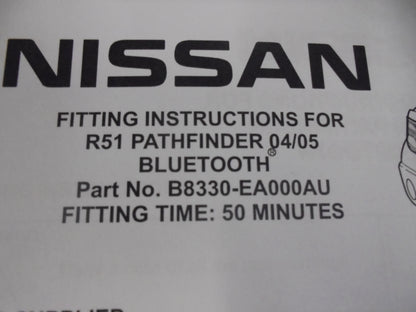 NISSAN
FITTING INSTRUCTIONS FOR
R51 PATHFINDER 04/05
BLUETOOTH®
Part No. B8330-EA000AU
FITTING TIME: 50 MINUTES